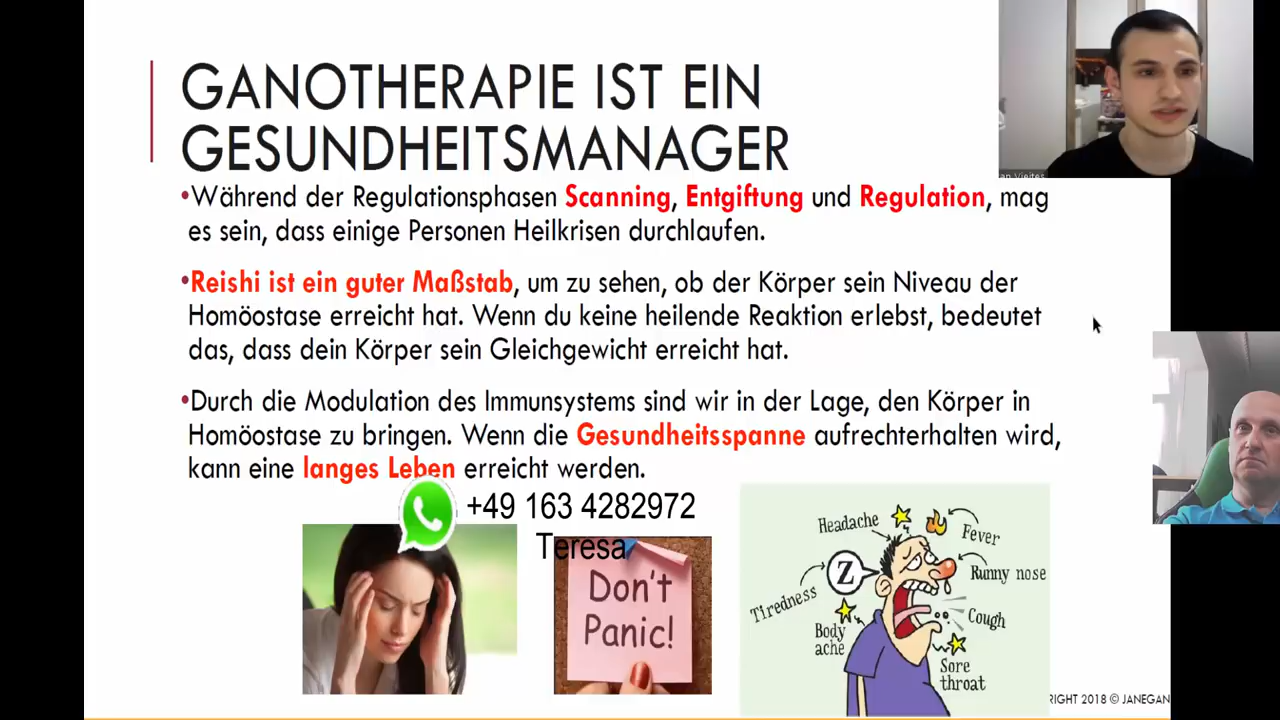 GANOTHERAPIE IST EIN
GESUNDHEITSMANAGER
•Während der Regulationsphasen Scanning, Entgiftung und Regulation, mag
es sein, dass einige Personen Heilkrisen durchlaufen.
•Reishi ist ein guter Maßstab, um zu sehen, ob der Körper sein Niveau der
Homöostase erreicht hat. Wenn du keine heilende Reaktion erlebst, bedeutet
das, dass dein Körper sein Gleichgewicht erreicht hat.
•Durch die Modulation des Immunsystems sind wir in der Lage, den Körper in
Homöostase zu bringen. Wenn die Gesundheitsspanne aufrechterhalten wird,
kann eine langes Leben erreicht werden.
+49 163 4282972
Teresa
Don't
Panic!
Headache
Fever
Z
Runny nose
Tiredness
Cough
Body
ache
Sore
throat
RIGHT 2018 © JANEGAN
Vieites